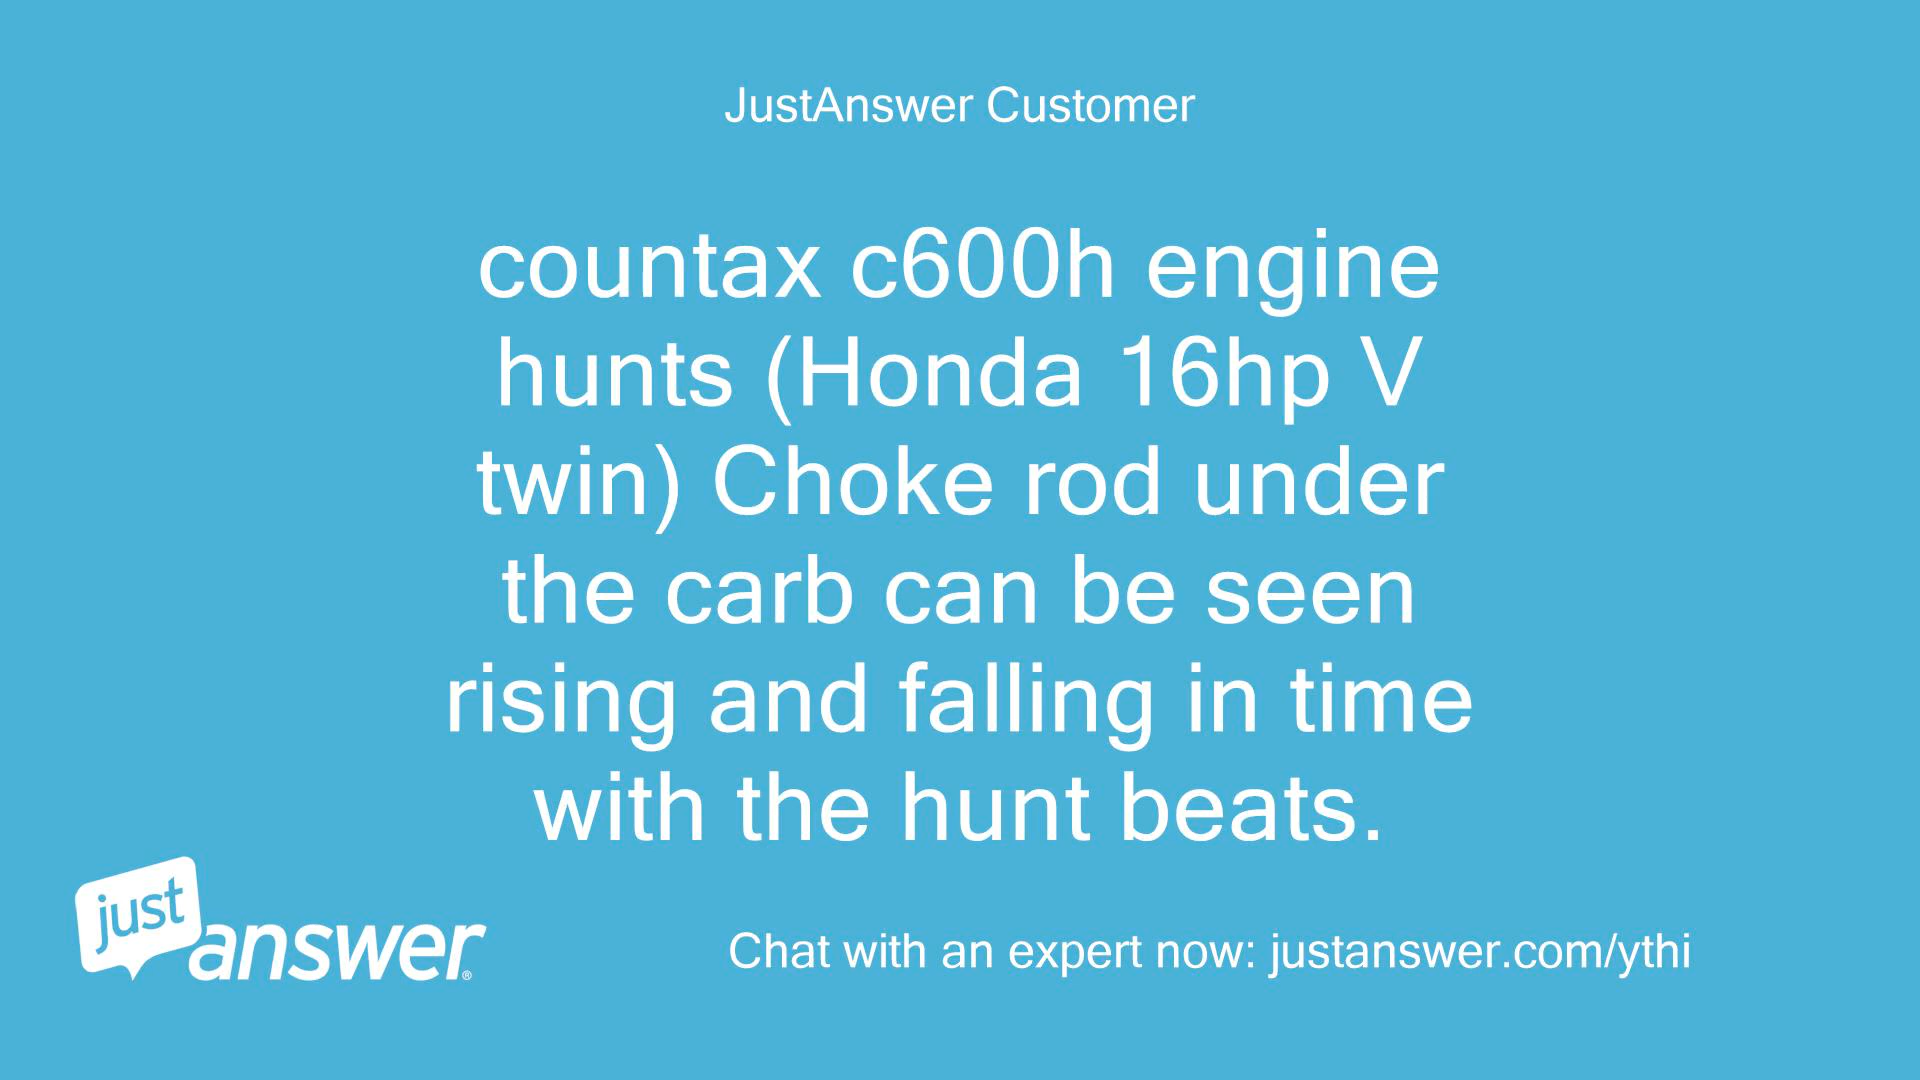 JustAnswer Customer
countax c600h engine
hunts (Honda 16hp V
twin) Choke rod under
the carb can be seen
rising and falling in time
with the hunt beats.
just
answer®
Chat with an expert now: justanswer.com/ythi